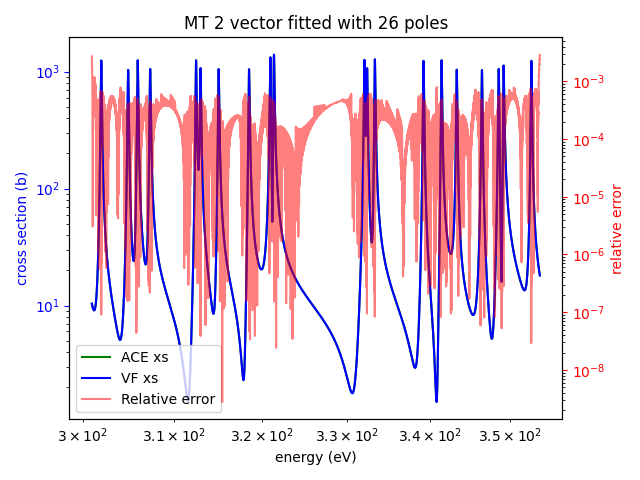 MT 2 vector fitted with 26 poles
cross section (b)
10³
10²
10¹
10⁻³
10⁻⁴
10⁻⁵
10⁻⁶
10⁻⁷
10⁻⁸
relative error
ACE xs
VF xs
Relative error
3 × 10² 3.1 × 10² 3.2 × 10² 3.3 × 10² 3.4 × 10² 3.5 × 10²
energy (eV)